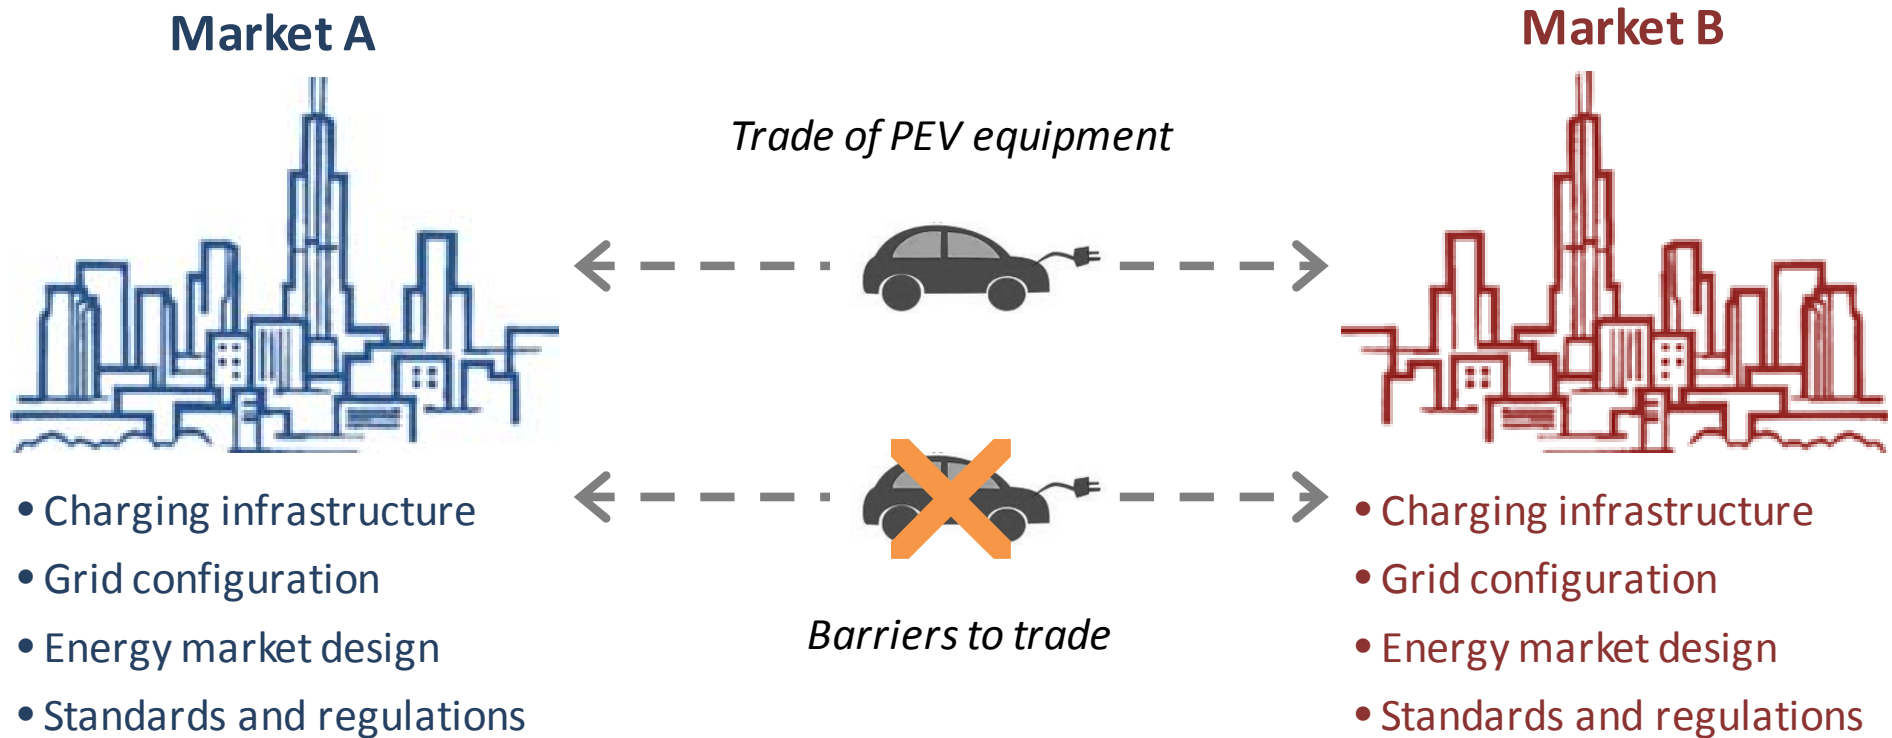 Market A
Market B
Trade of PEV equipment
Barriers to trade
• Charging infrastructure
• Grid configuration
• Energy market design
• Standards and regulations
• Charging infrastructure
• Grid configuration
• Energy market design
• Standards and regulations